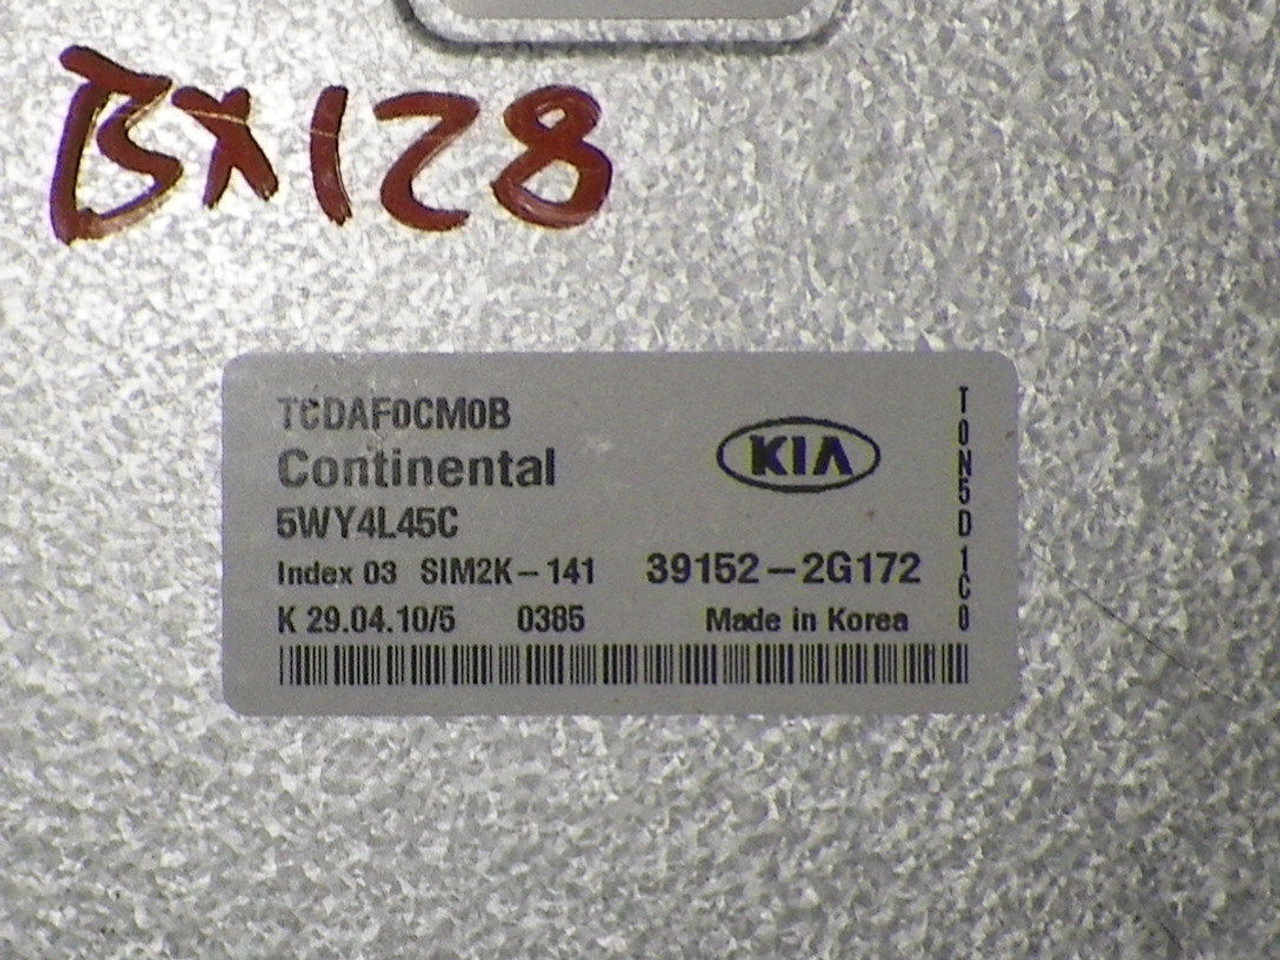 BX128
TCDAF0CM0B
Continental
5WY4L45C
KIA
Index 03 SIM2K-141 39152-2G172
K 29.04.10/5 0385 Made in Korea
T0N5D1C0